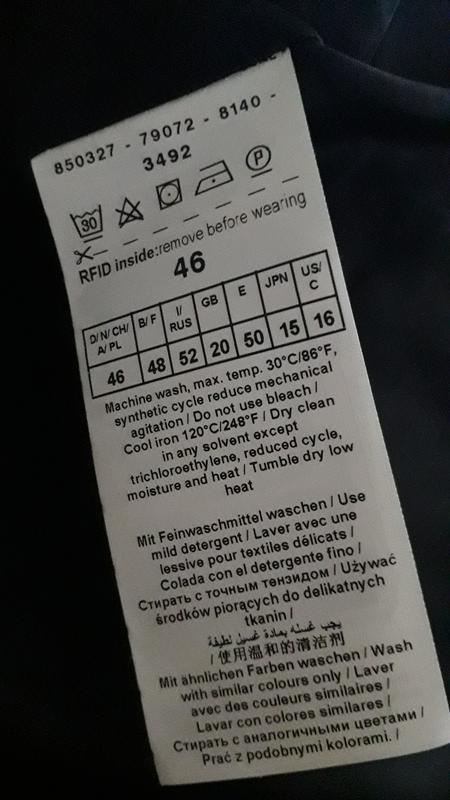 850327 - 79072 - 8140 -
3492
30 P
RFID inside:remove before wearing
46
D/ N/ CH/ A/ PL B/ F I/ RUS GB E JPN US/ C
46 48 52 20 50 15 16
Machine wash, max. temp. 30°C/86°F,
synthetic cycle reduce mechanical
agitation / Do not use bleach /
Cool iron 120°C/248°F / Dry clean
in any solvent except
trichloroethylene, reduced cycle,
moisture and heat / Tumble dry low
heat
Mit Feinwaschmittel waschen / Use
mild detergent / Laver avec une
lessive pour textiles délicats /
Colada con el detergente fino /
Стирать с точным тензидом / Używać
środków piorących do delikatnych
tkanin /
يجب غسله بمادة غسيل لطيفة
/ 使用温和的清洁剂
Mit ähnlichen Farben waschen / Wash
with similar colours only / Laver
avec des couleurs similaires /
Lavar con colores similares /
Стирать с аналогичными цветами /
Prać z podobnymi kolorami. /